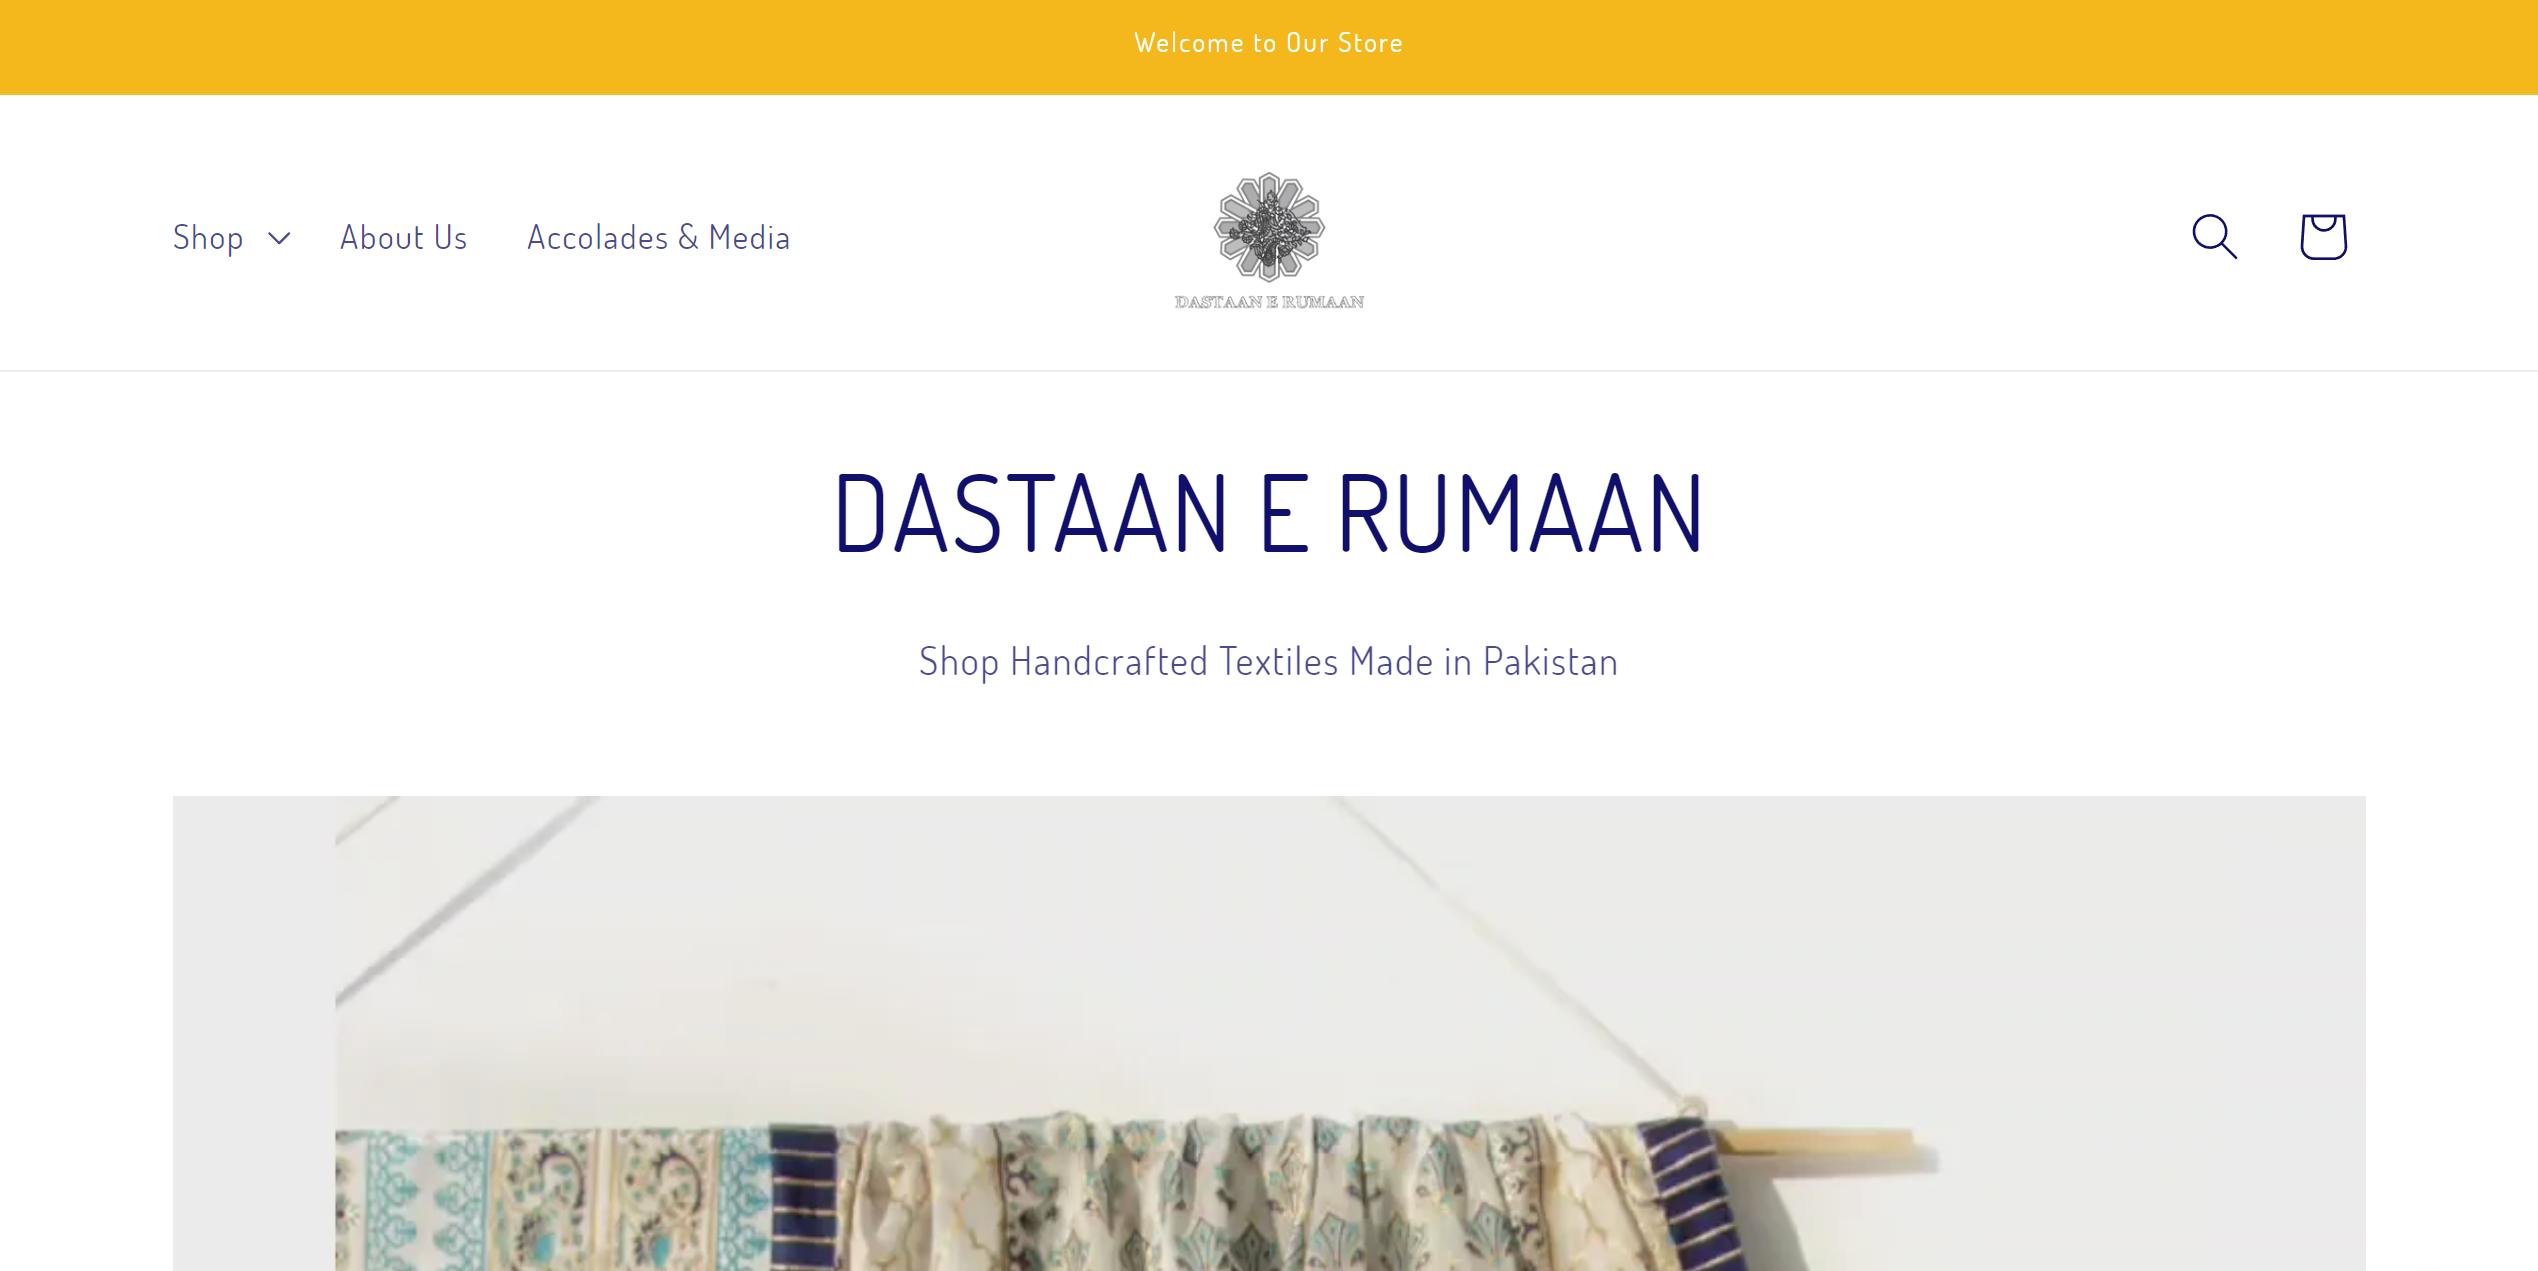 Welcome to Our Store
Shop
About Us
Accolades & Media
DASTAAN E RUMAAN
DASTAAN E RUMAAN
Shop Handcrafted Textiles Made in Pakistan